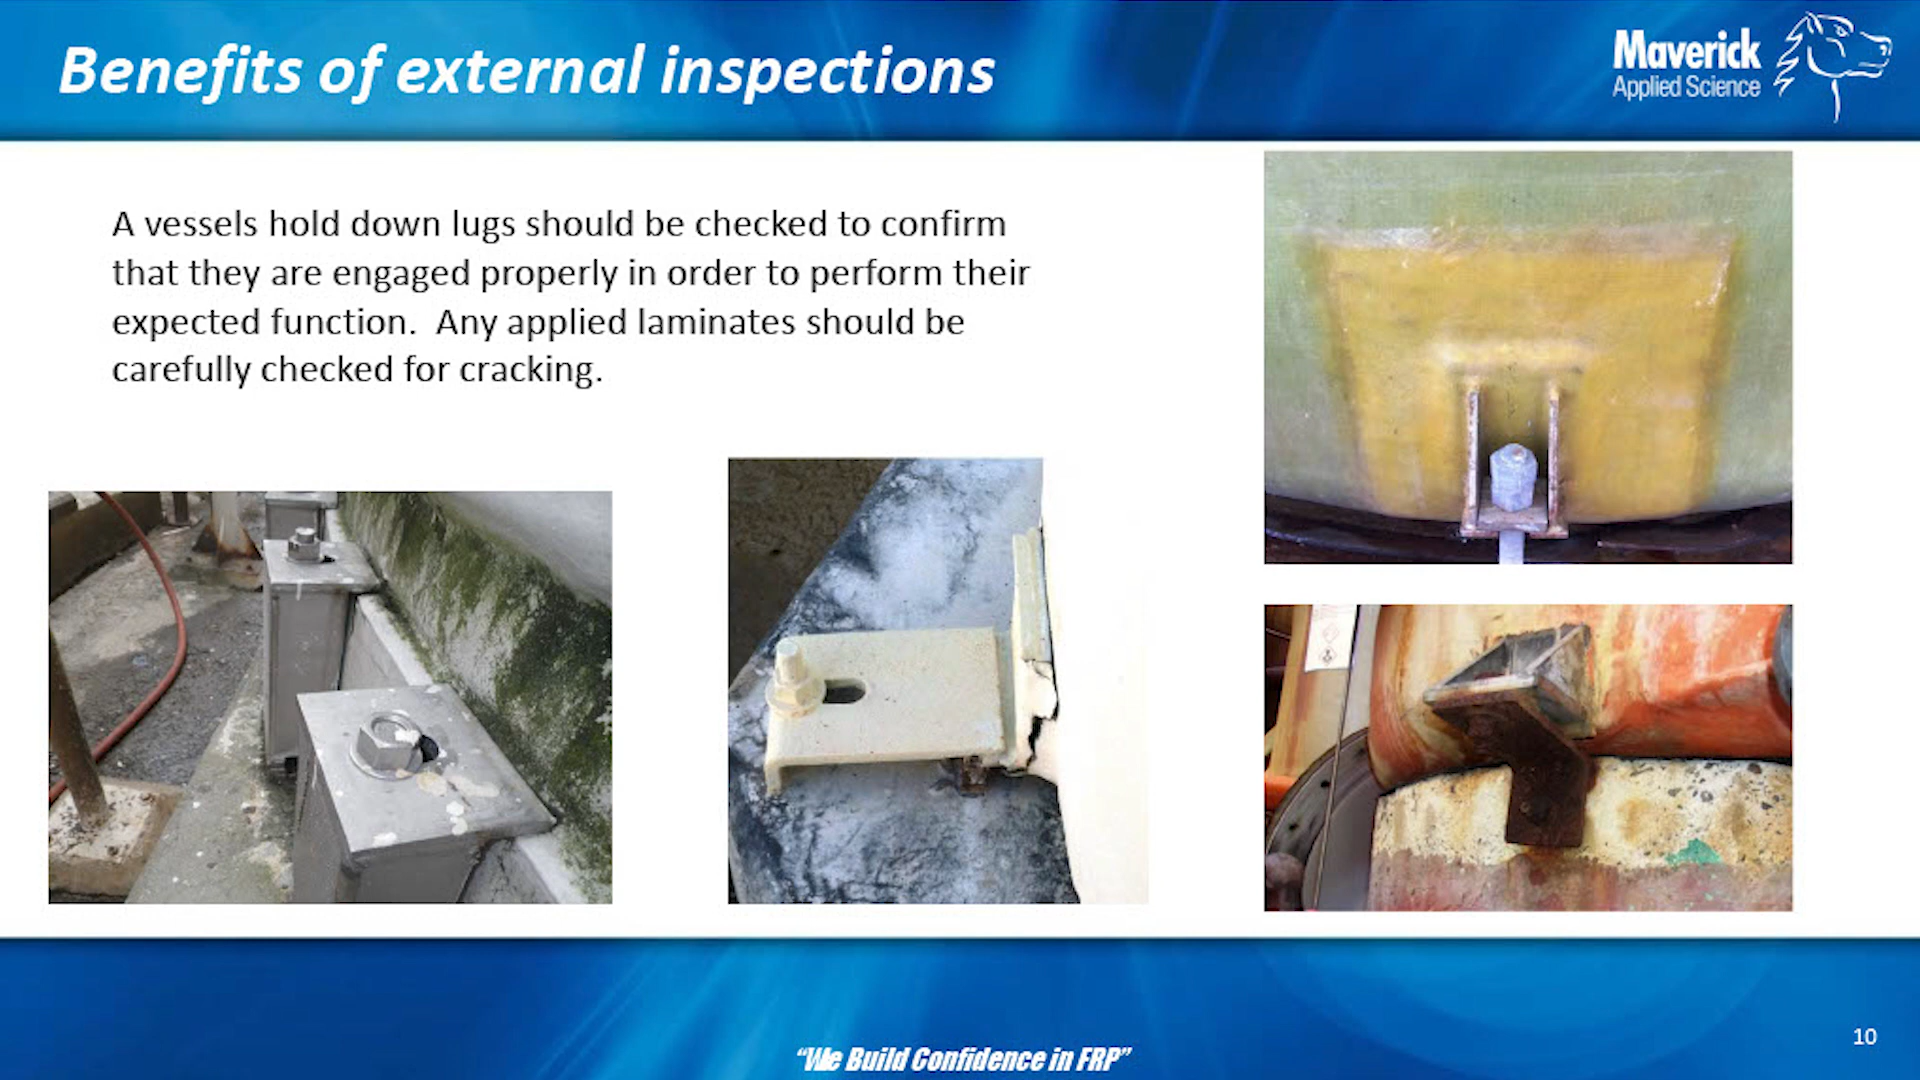 Benefits of external inspections
Maverick
Applied Science
A vessels hold down lugs should be checked to confirm
that they are engaged properly in order to perform their
expected function.  Any applied laminates should be
carefully checked for cracking.
10
“We Build Confidence in FRP”